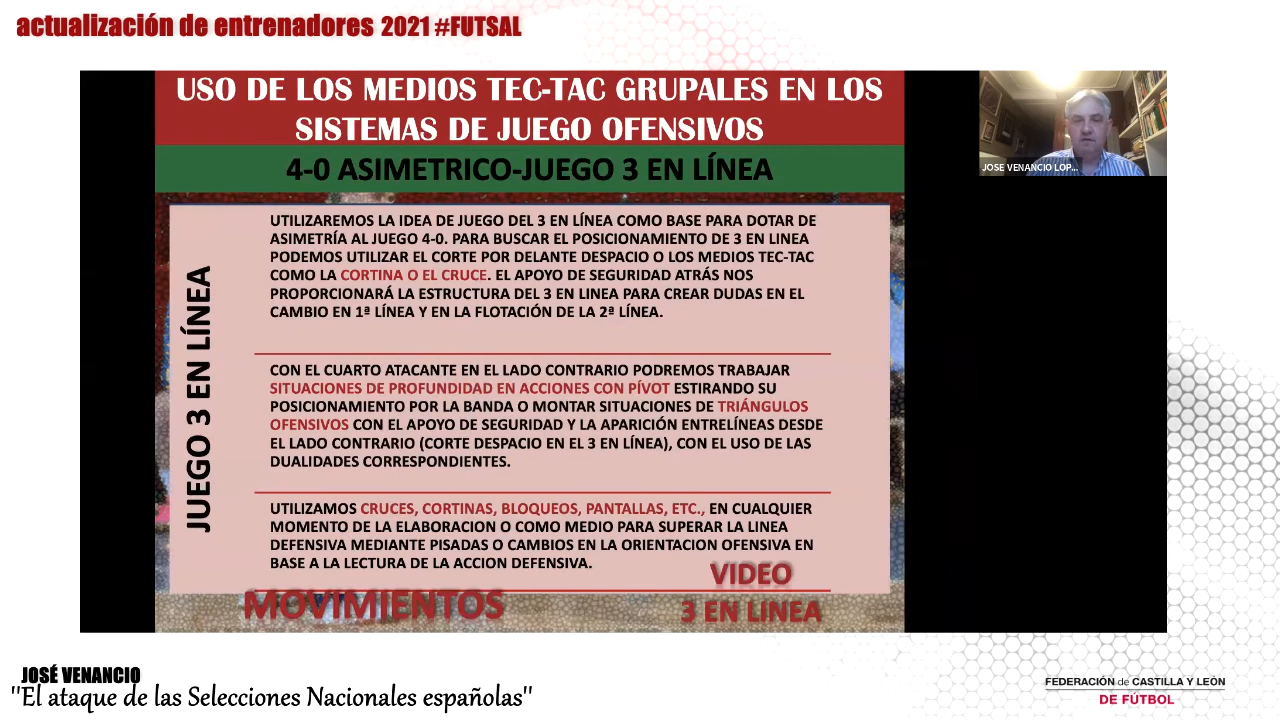 actualización de entrenadores 2021 #FUTSAL
USO DE LOS MEDIOS TEC-TAC GRUPALES EN LOS
SISTEMAS DE JUEGO OFENSIVOS
4-0 ASIMETRICO-JUEGO 3 EN LÍNEA
JOSE VENANCIO LOP...
JUEGO 3 EN LÍNEA
UTILIZAREMOS LA IDEA DE JUEGO DEL 3 EN LÍNEA COMO BASE PARA DOTAR DE
ASIMETRÍA AL JUEGO 4-0. PARA BUSCAR EL POSICIONAMIENTO DE 3 EN LINEA
PODEMOS UTILIZAR EL CORTE POR DELANTE DESPACIO O LOS MEDIOS TEC-TAC
COMO LA CORTINA O EL CRUCE. EL APOYO DE SEGURIDAD ATRÁS NOS
PROPORCIONARÁ LA ESTRUCTURA DEL 3 EN LINEA PARA CREAR DUDAS EN EL
CAMBIO EN 1ª LÍNEA Y EN LA FLOTACIÓN DE LA 2ª LÍNEA.
CON EL CUARTO ATACANTE EN EL LADO CONTRARIO PODREMOS TRABAJAR
SITUACIONES DE PROFUNDIDAD EN ACCIONES CON PÍVOT ESTIRANDO SU
POSICIONAMIENTO POR LA BANDA O MONTAR SITUACIONES DE TRIÁNGULOS
OFENSIVOS CON EL APOYO DE SEGURIDAD Y LA APARICIÓN ENTRELÍNEAS DESDE
EL LADO CONTRARIO (CORTE DESPACIO EN EL 3 EN LÍNEA), CON EL USO DE LAS
DUALIDADES CORRESPONDIENTES.
UTILIZAMOS CRUCES, CORTINAS, BLOQUEOS, PANTALLAS, ETC., EN CUALQUIER
MOMENTO DE LA ELABORACION O COMO MEDIO PARA SUPERAR LA LINEA
DEFENSIVA MEDIANTE PISADAS O CAMBIOS EN LA ORIENTACION OFENSIVA EN
BASE A LA LECTURA DE LA ACCION DEFENSIVA.
MOVIMIENTOS
VIDEO
3 EN LINEA
JOSÉ VENANCIO
"El ataque de las Selecciones Nacionales españolas"
FEDERACIÓN de CASTILLA Y LEÓN
DE FÚTBOL